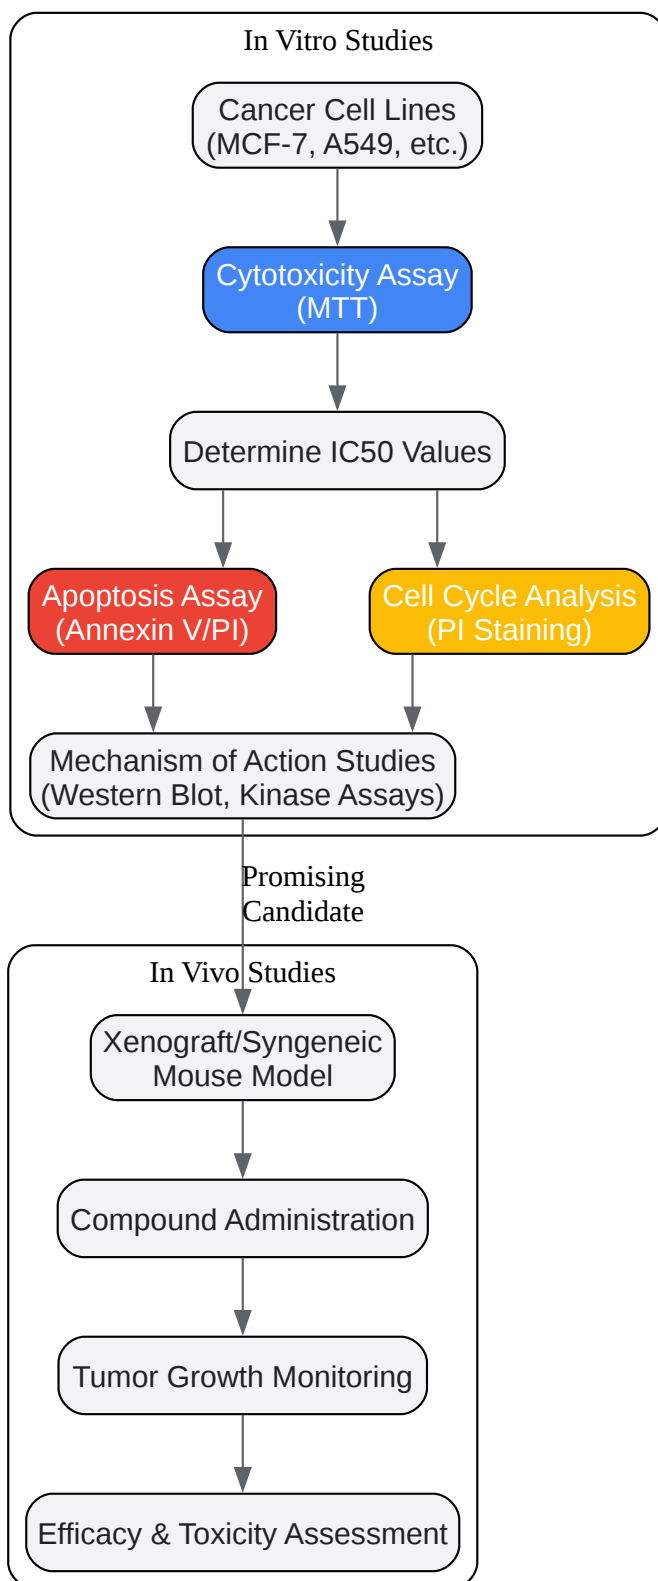 In Vitro Studies
Cancer Cell Lines
(MCF-7, A549, etc.)
Cytotoxicity Assay
(MTT)
Determine IC50 Values
Apoptosis Assay
(Annexin V/PI)
Cell Cycle Analysis
(PI Staining)
Mechanism of Action Studies
(Western Blot, Kinase Assays)
Promising
Candidate
In Vivo Studies
Xenograft/Syngeneic
Mouse Model
Compound Administration
Tumor Growth Monitoring
Efficacy & Toxicity Assessment